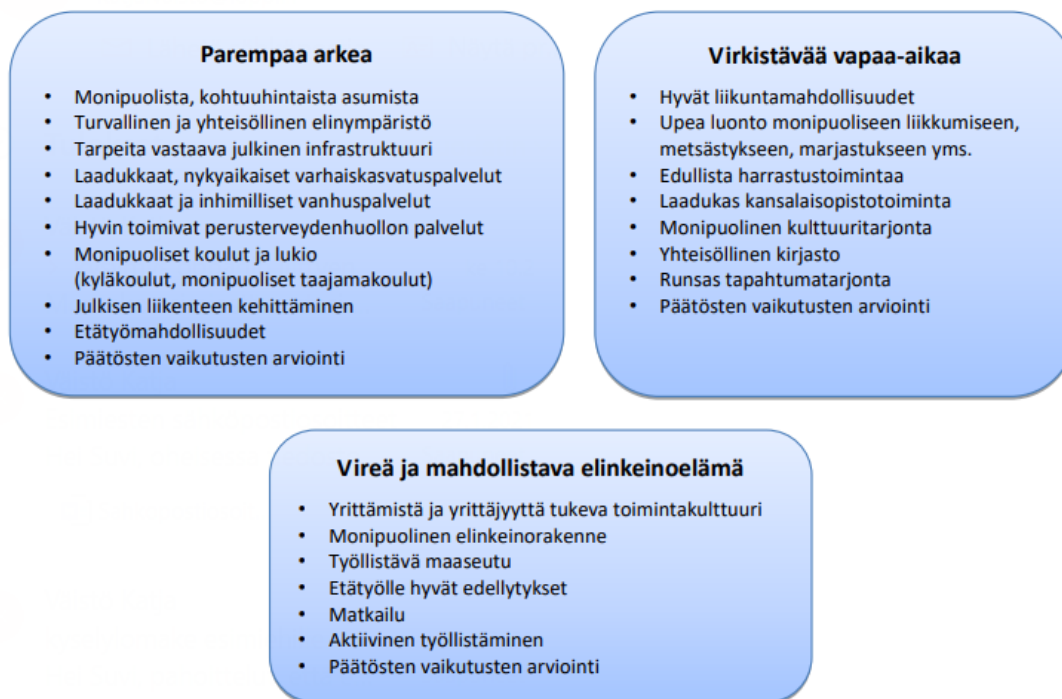 Parempaa arkea
• Monipuolista, kohtuuhintaista asumista
• Turvallinen ja yhteisöllinen elinympäristö
• Tarpeita vastaava julkinen infrastruktuuri
• Laadukkaat, nykyaikaiset varhaiskasvatuspalvelut
• Laadukkaat ja inhimilliset vanhuspalvelut
• Hyvin toimivat perusterveydenhuollon palvelut
• Monipuoliset koulut ja lukio
(kyläkoulut, monipuoliset taajamakoulut)
• Julkisen liikenteen kehittäminen
• Etätyömahdollisuudet
• Päätösten vaikutusten arviointi
Virkistävää vapaa-aikaa
• Hyvät liikuntamahdollisuudet
• Upea luonto monipuoliseen liikkumiseen,
metsästykseen, marjastukseen yms.
• Edullista harrastustoimintaa
• Laadukas kansalaisopistotoiminta
• Monipuolinen kulttuuritarjonta
• Yhteisöllinen kirjasto
• Runsas tapahtumatarjonta
• Päätösten vaikutusten arviointi
Vireä ja mahdollistava elinkeinoelämä
• Yrittämistä ja yrittäjyyttä tukeva toimintakulttuuri
• Monipuolinen elinkeinorakenne
• Työllistävä maaseutu
• Etätyölle hyvät edellytykset
• Matkailu
• Aktiivinen työllistäminen
• Päätösten vaikutusten arviointi